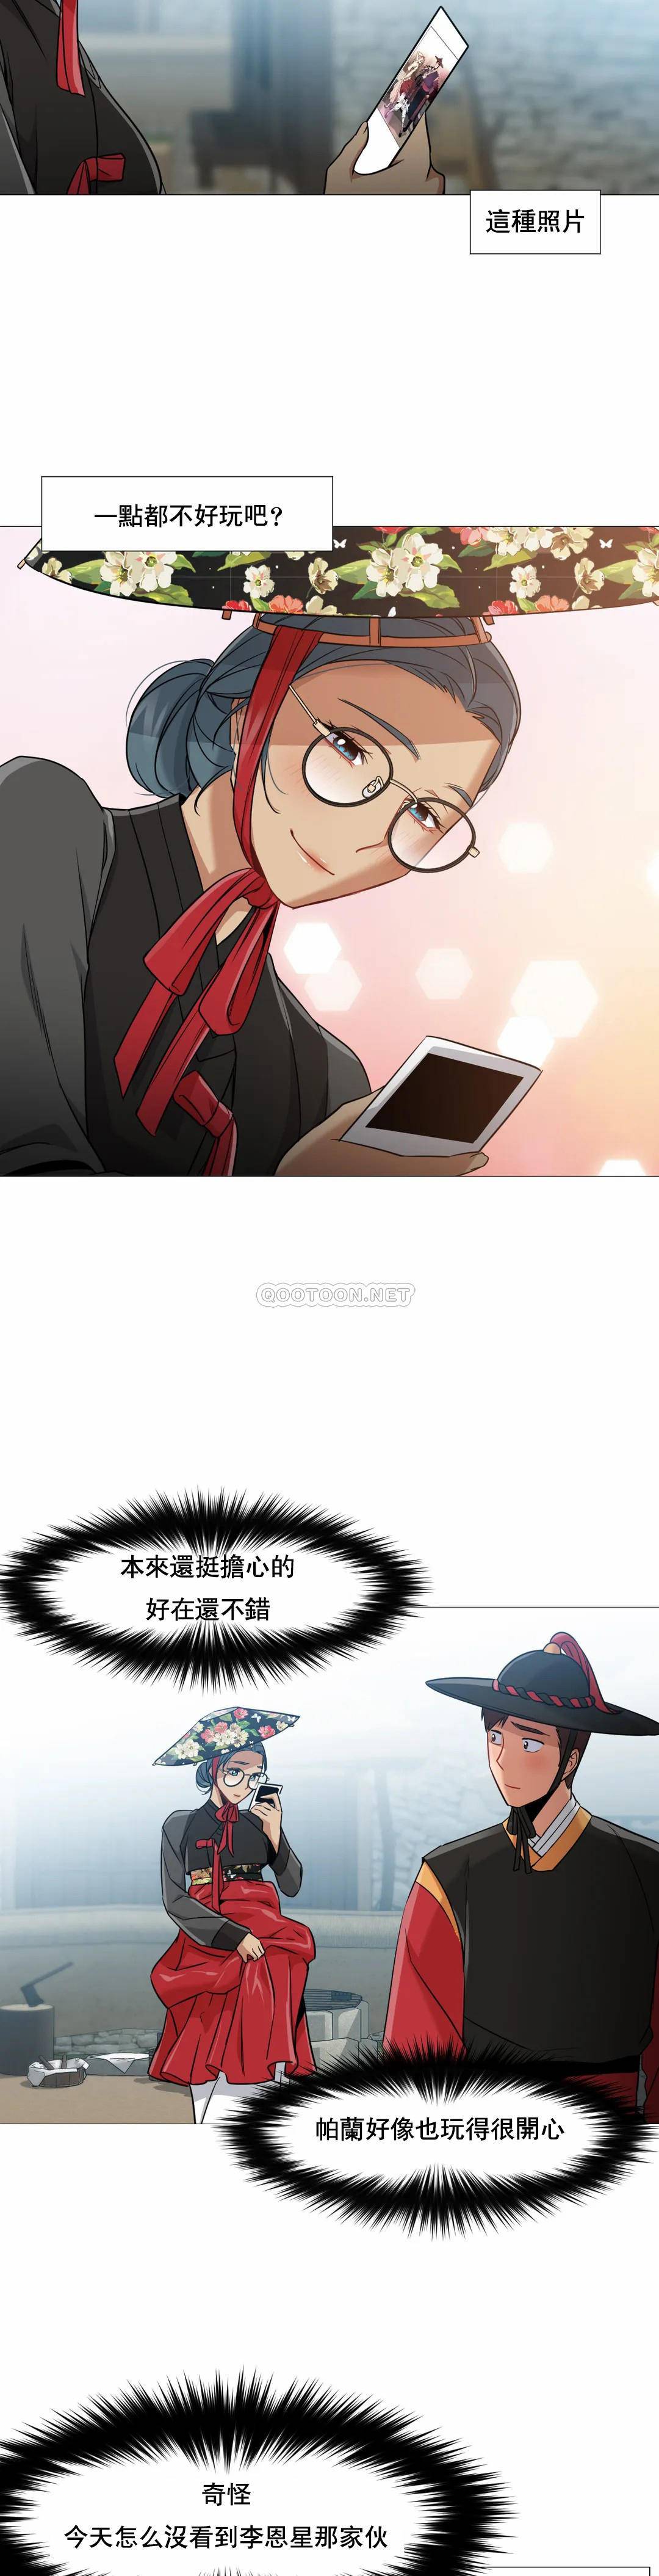 這種照片
一點都不好玩吧？
QOOTOON.NET
本來還挺擔心的
好在還不錯
帕蘭好像也玩得很開心
奇怪
今天怎么沒看到李恩星那家伙